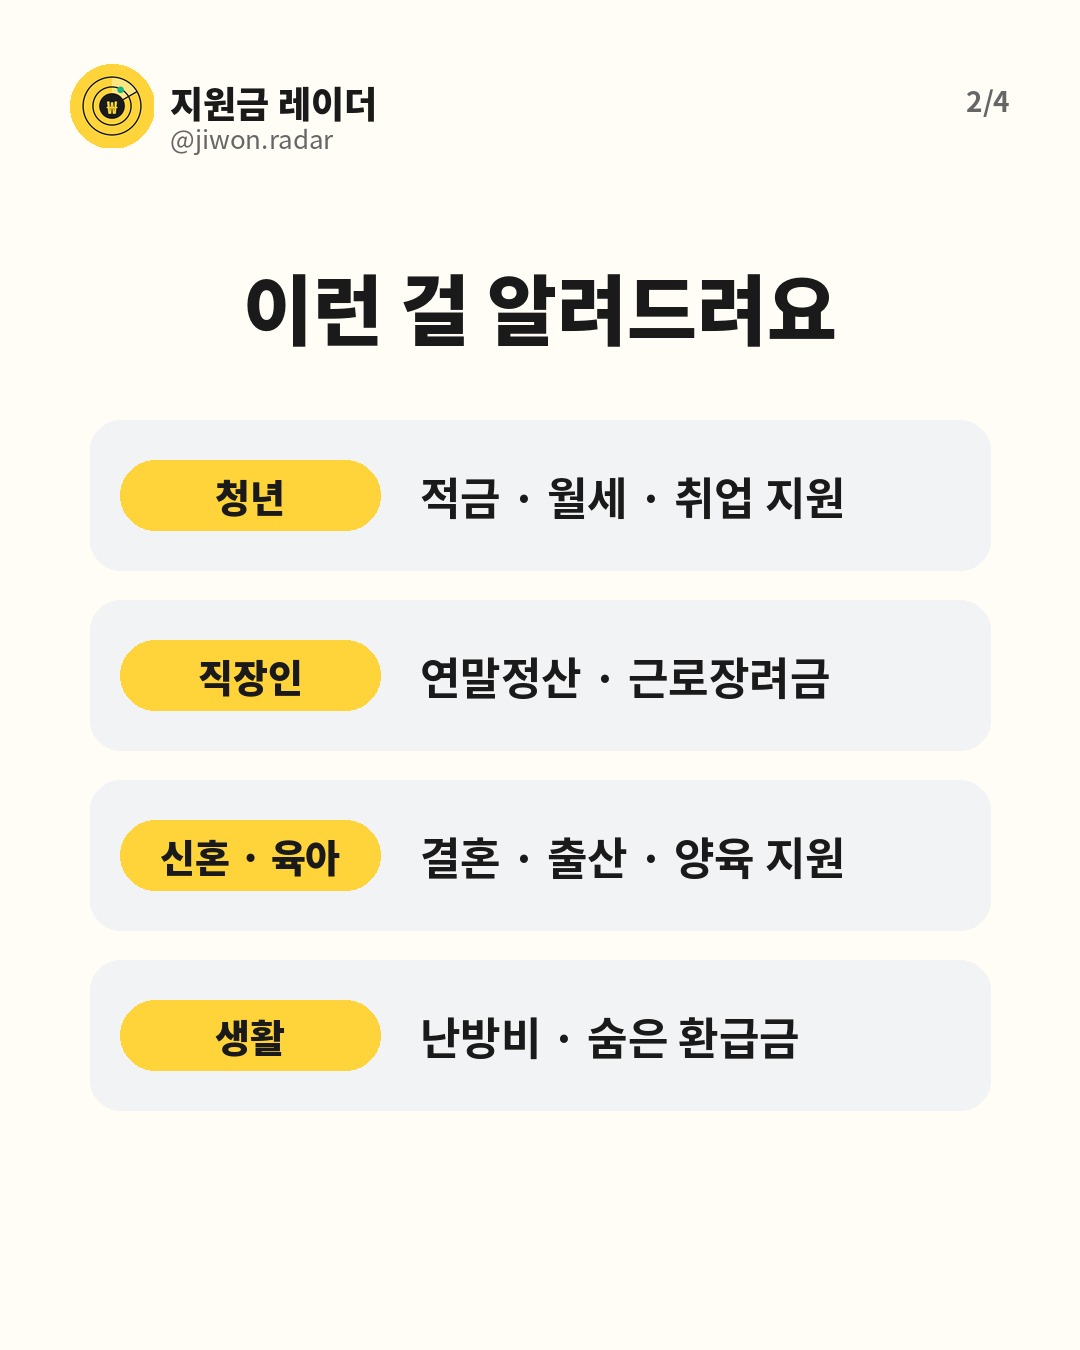 ₩
지원금 레이더
@jiwon.radar
2/4
이런 걸 알려드려요
청년
적금 · 월세 · 취업 지원
직장인
연말정산 · 근로장려금
신혼 · 육아
결혼 · 출산 · 양육 지원
생활
난방비 · 숨은 환급금